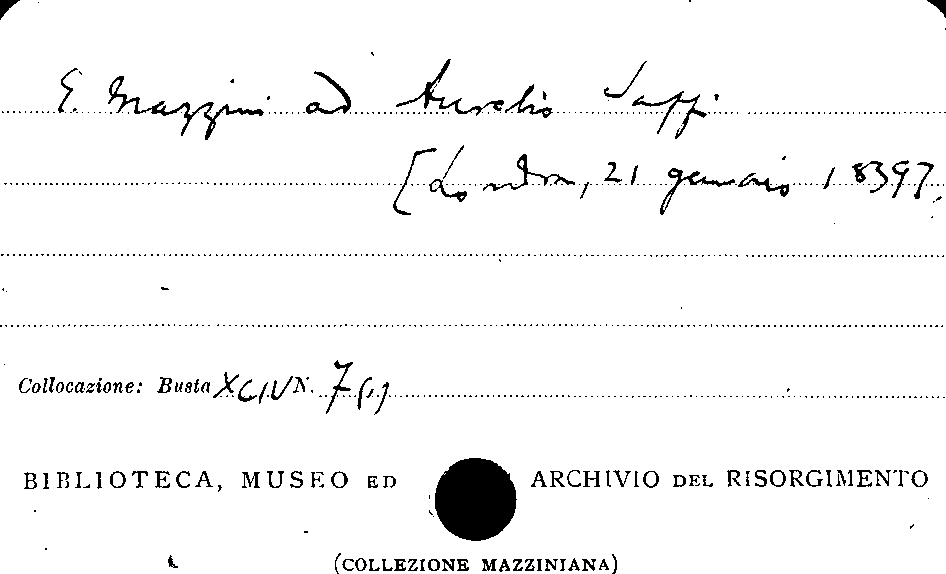 G. Mazzini ad Aurelio Saffi
[Londra, 21 gennaio 1839].
Collocazione: Busta XCIV N. 7(1)
BIBLIOTECA, MUSEO ED ARCHIVIO DEL RISORGIMENTO
(COLLEZIONE MAZZINIANA)